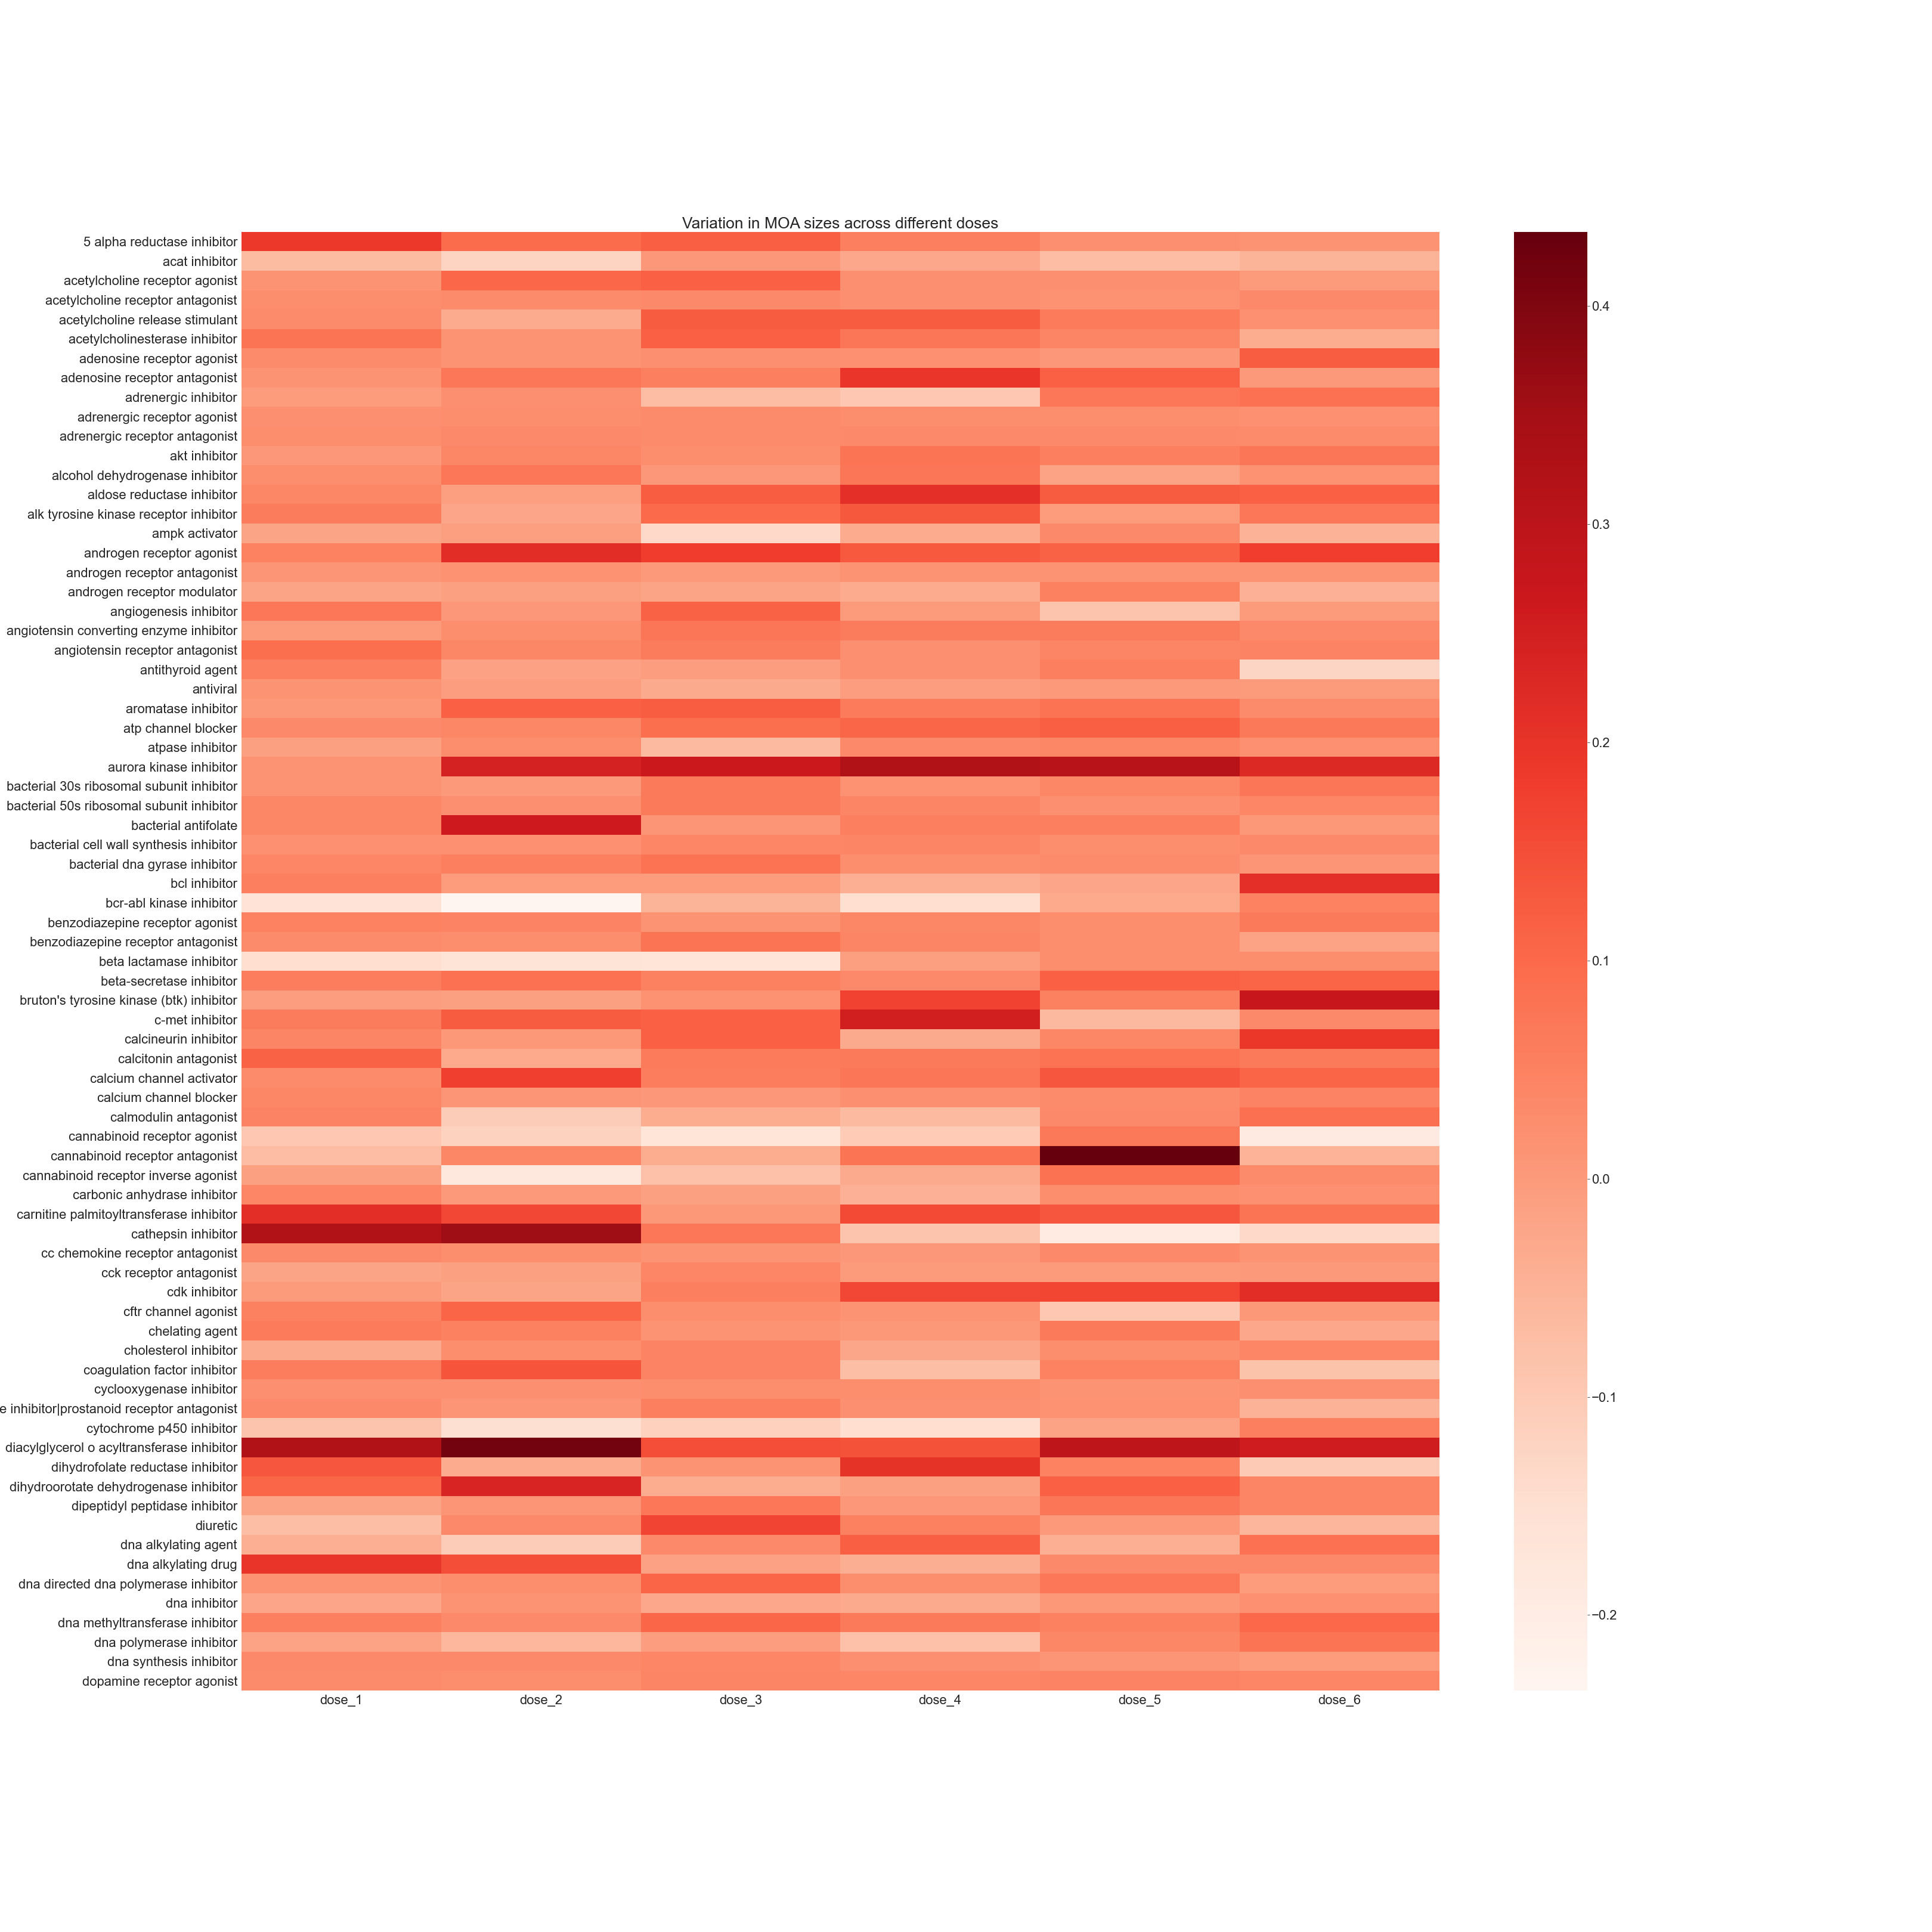 Variation in MOA sizes across different doses
5 alpha reductase inhibitor
acat inhibitor
acetylcholine receptor agonist
acetylcholine receptor antagonist
acetylcholine release stimulant
acetylcholinesterase inhibitor
adenosine receptor agonist
adenosine receptor antagonist
adrenergic inhibitor
adrenergic receptor agonist
adrenergic receptor antagonist
akt inhibitor
alcohol dehydrogenase inhibitor
aldose reductase inhibitor
alk tyrosine kinase receptor inhibitor
ampk activator
androgen receptor agonist
androgen receptor antagonist
androgen receptor modulator
angiogenesis inhibitor
angiotensin converting enzyme inhibitor
angiotensin receptor antagonist
antithyroid agent
antiviral
aromatase inhibitor
atp channel blocker
atpase inhibitor
aurora kinase inhibitor
bacterial 30s ribosomal subunit inhibitor
bacterial 50s ribosomal subunit inhibitor
bacterial antifolate
bacterial cell wall synthesis inhibitor
bacterial dna gyrase inhibitor
bcl inhibitor
bcr-abl kinase inhibitor
benzodiazepine receptor agonist
benzodiazepine receptor antagonist
beta lactamase inhibitor
beta-secretase inhibitor
bruton's tyrosine kinase (btk) inhibitor
c-met inhibitor
calcineurin inhibitor
calcitonin antagonist
calcium channel activator
calcium channel blocker
calmodulin antagonist
cannabinoid receptor agonist
cannabinoid receptor antagonist
cannabinoid receptor inverse agonist
carbonic anhydrase inhibitor
carnitine palmitoyltransferase inhibitor
cathepsin inhibitor
cc chemokine receptor antagonist
cck receptor antagonist
cdk inhibitor
cftr channel agonist
chelating agent
cholesterol inhibitor
coagulation factor inhibitor
cyclooxygenase inhibitor
e inhibitor|prostanoid receptor antagonist
cytochrome p450 inhibitor
diacylglycerol o acyltransferase inhibitor
dihydrofolate reductase inhibitor
dihydroorotate dehydrogenase inhibitor
dipeptidyl peptidase inhibitor
diuretic
dna alkylating agent
dna alkylating drug
dna directed dna polymerase inhibitor
dna inhibitor
dna methyltransferase inhibitor
dna polymerase inhibitor
dna synthesis inhibitor
dopamine receptor agonist
dose_1 dose_2 dose_3 dose_4 dose_5 dose_6
0.4
0.3
0.2
0.1
0.0
−0.1
−0.2